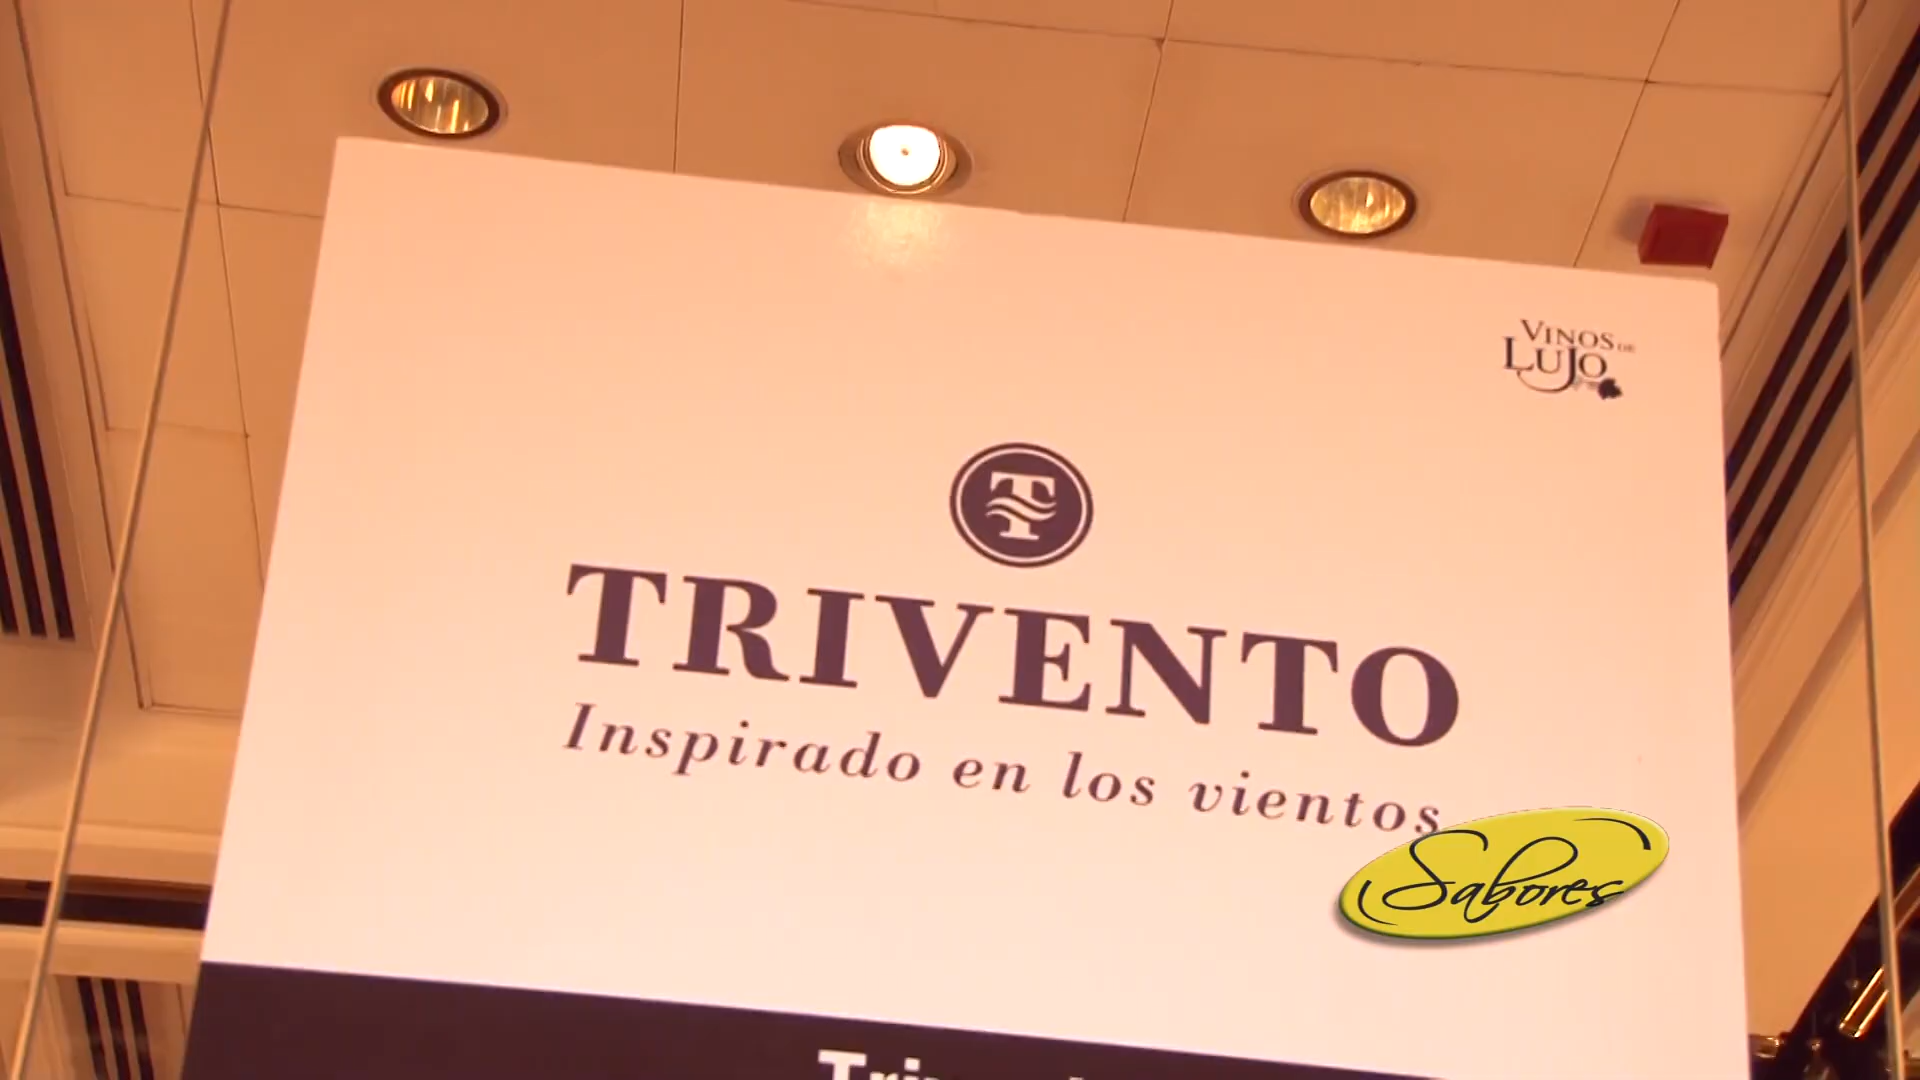 VINOS DE
LUJO
T
TRIVENTO
Inspirado en los vientos
Sabores